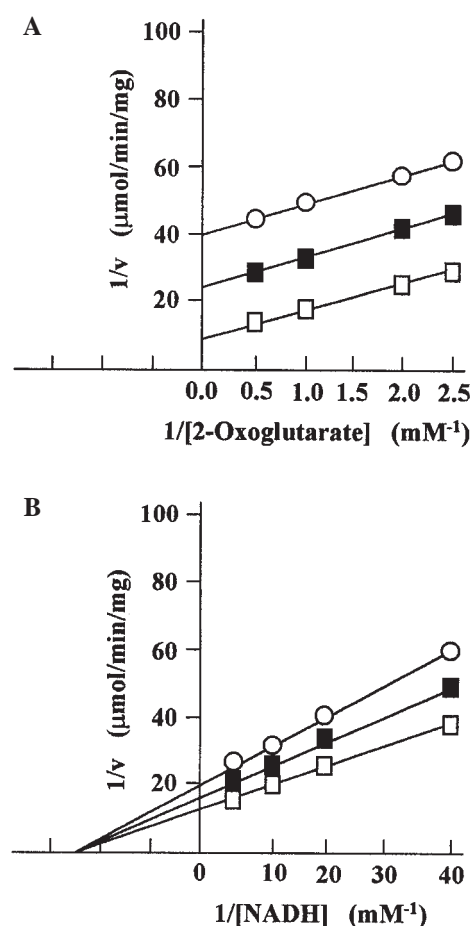 A
100
80
60
40
20
1/v (µmol/min/mg)
0.0 0.5 1.0 1.5 2.0 2.5
1/[2-Oxoglutarate] (mM-1)
B
100
80
60
40
20
1/v (µmol/min/mg)
0 10 20 30 40
1/[NADH] (mM-1)